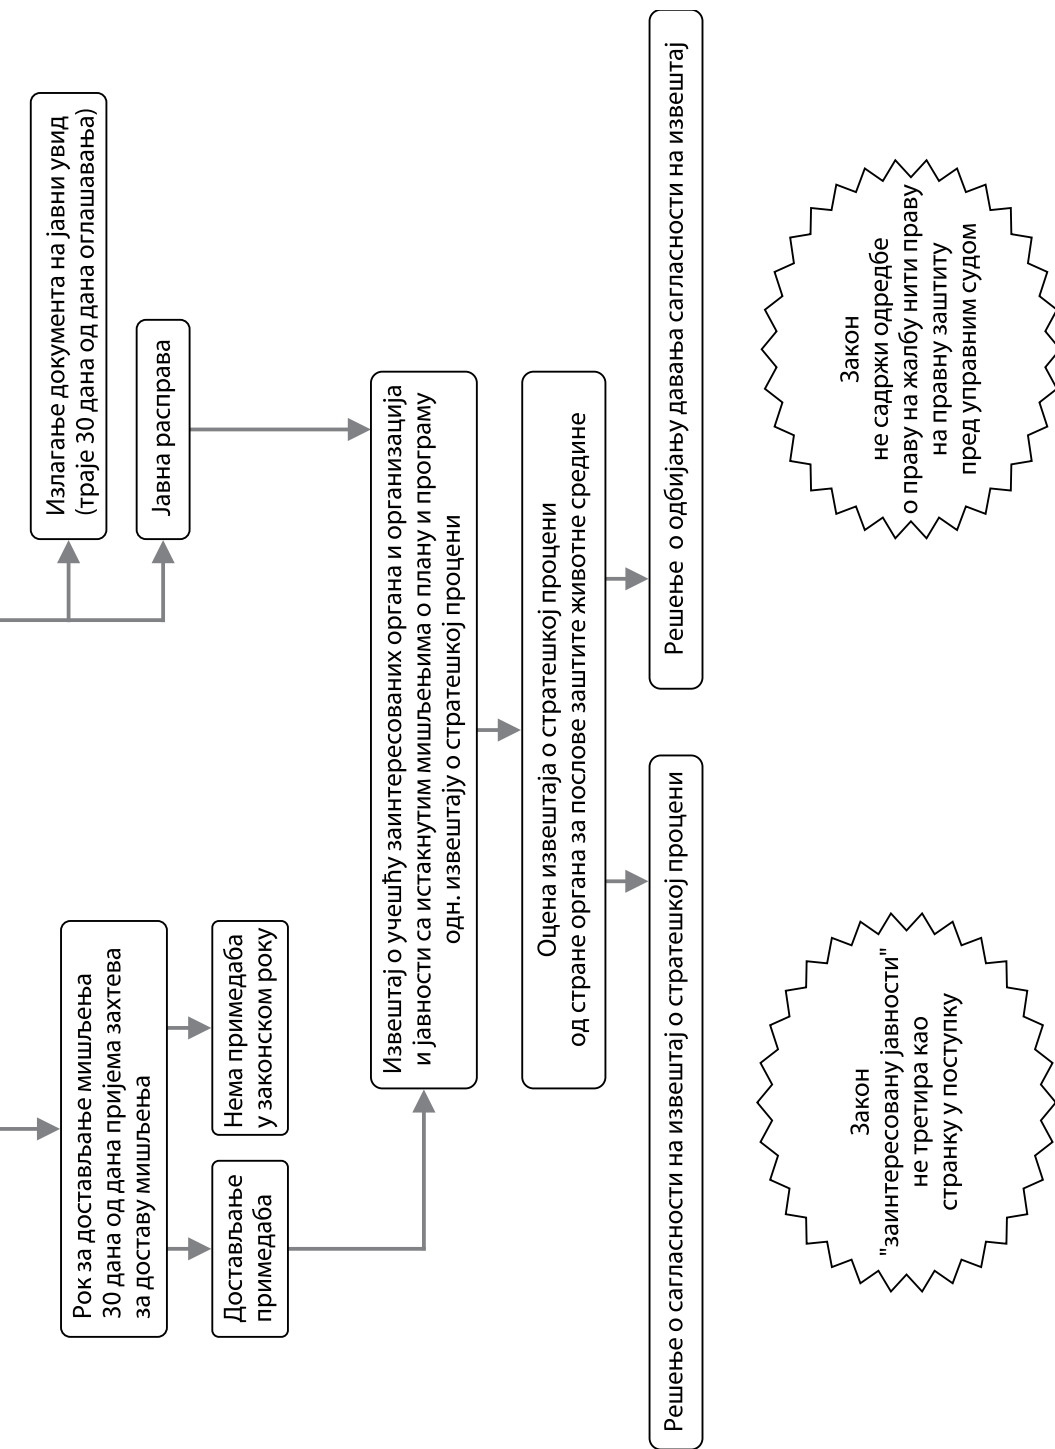 Рок за достављање мишљења
30 дана од дана пријема захтева
за доставу мишљења
Достављање
примедаба
Нема примедаба
у законском року
Излагање документа на јавни увид
(траје 30 дана од дана оглашавања)
Јавна расправа
Извештај о учешћу заинтересованих органа и организација
и јавности са истакнутим мишљењима о плану и програму
одн. извештају о стратешкој процени
Оцена извештаја о стратешкој процени
од стране органа за послове заштите животне средине
Решење о сагласности на извештај о стратешкој процени
Решење о одбијању давања сагласности на извештај
Закон
"заинтересовану јавности"
не третира као
странку у поступку
Закон
не садржи одредбе
о праву на жалбу нити праву
на правну заштиту
пред управним судом